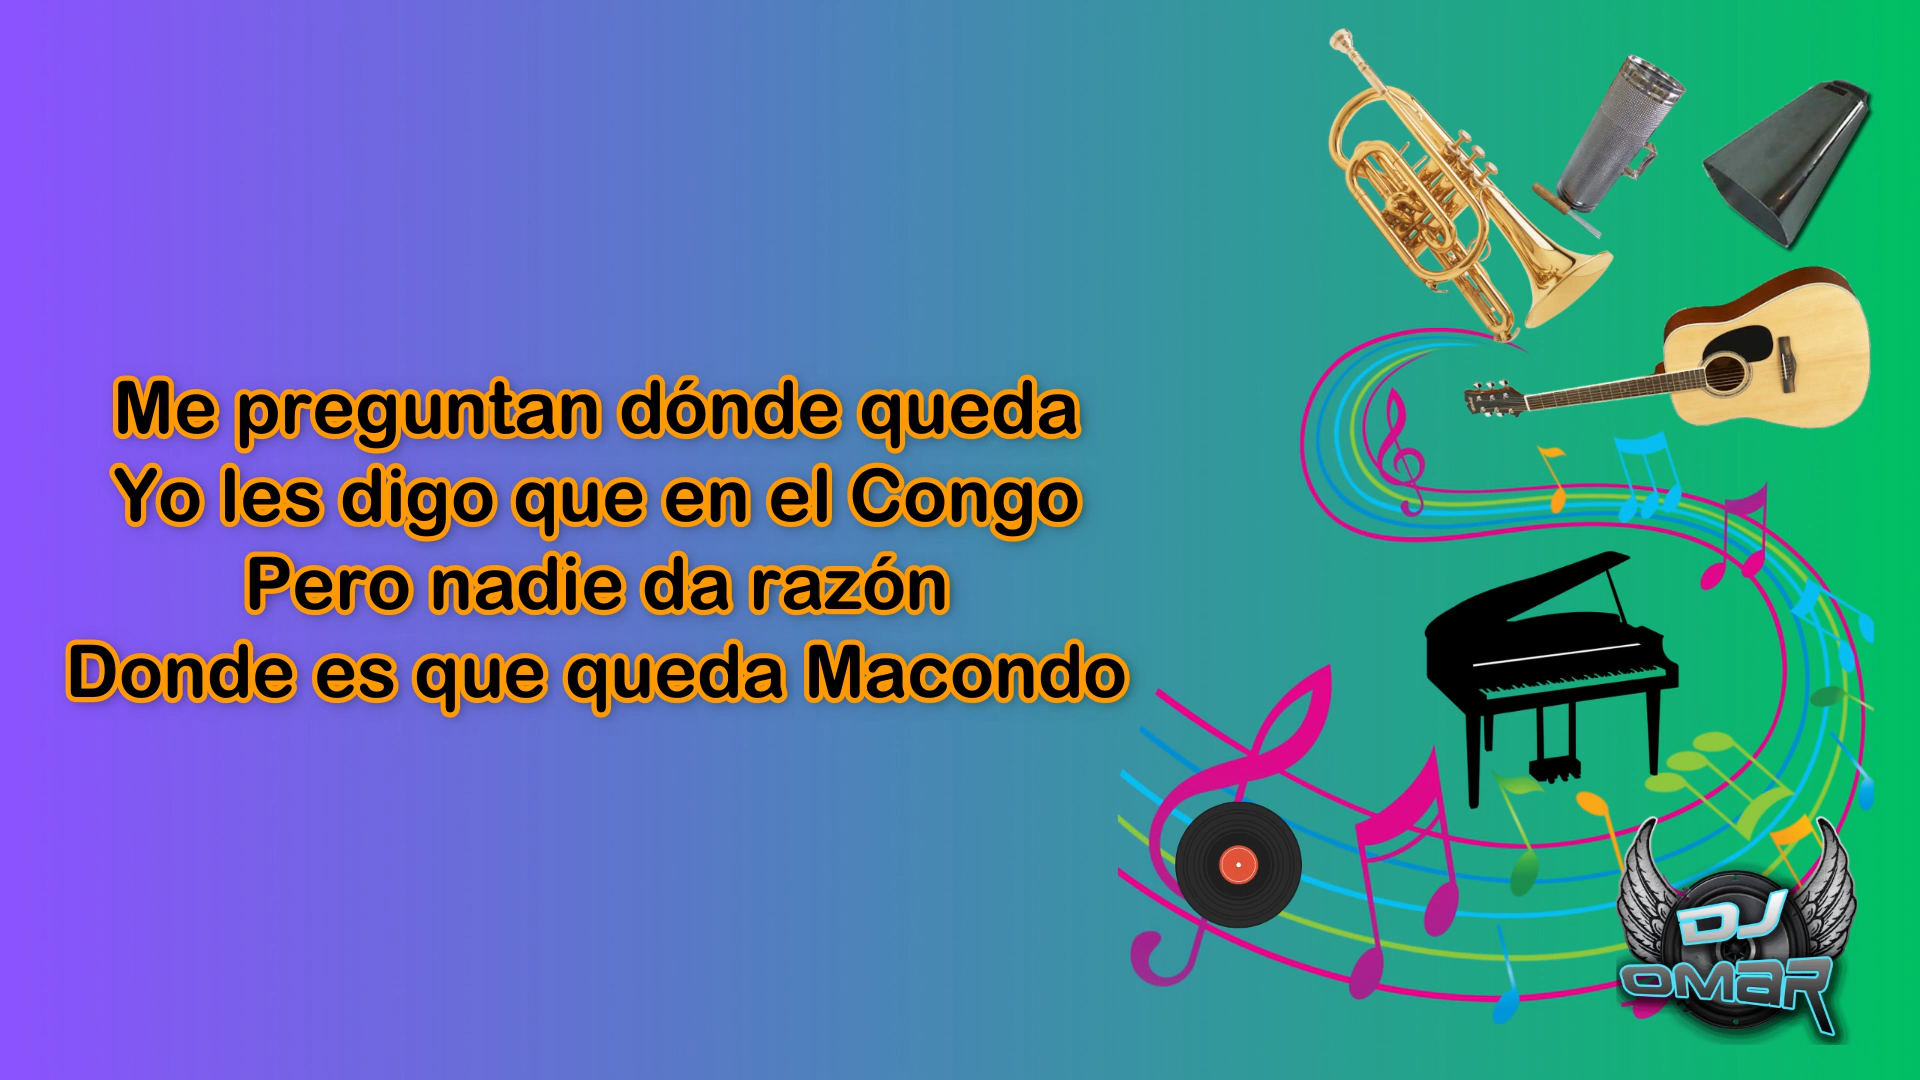 Me preguntan dónde queda
Yo les digo que en el Congo
Pero nadie da razón
Donde es que queda Macondo
DJ
OMAR